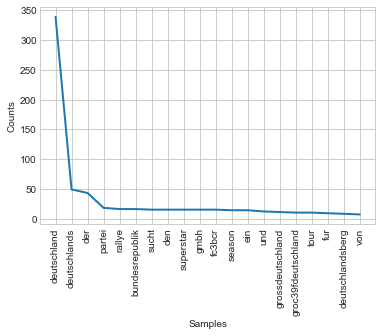 350
300
250
200
150
100
50
0
Counts
deutschland
deutschlands
der
partei
rallye
bundesrepublik
sucht
den
superstar
gmbh
fc3bcr
season
ein
und
grossdeutschland
groc39fdeutschland
tour
fur
deutschlandsberg
von
Samples